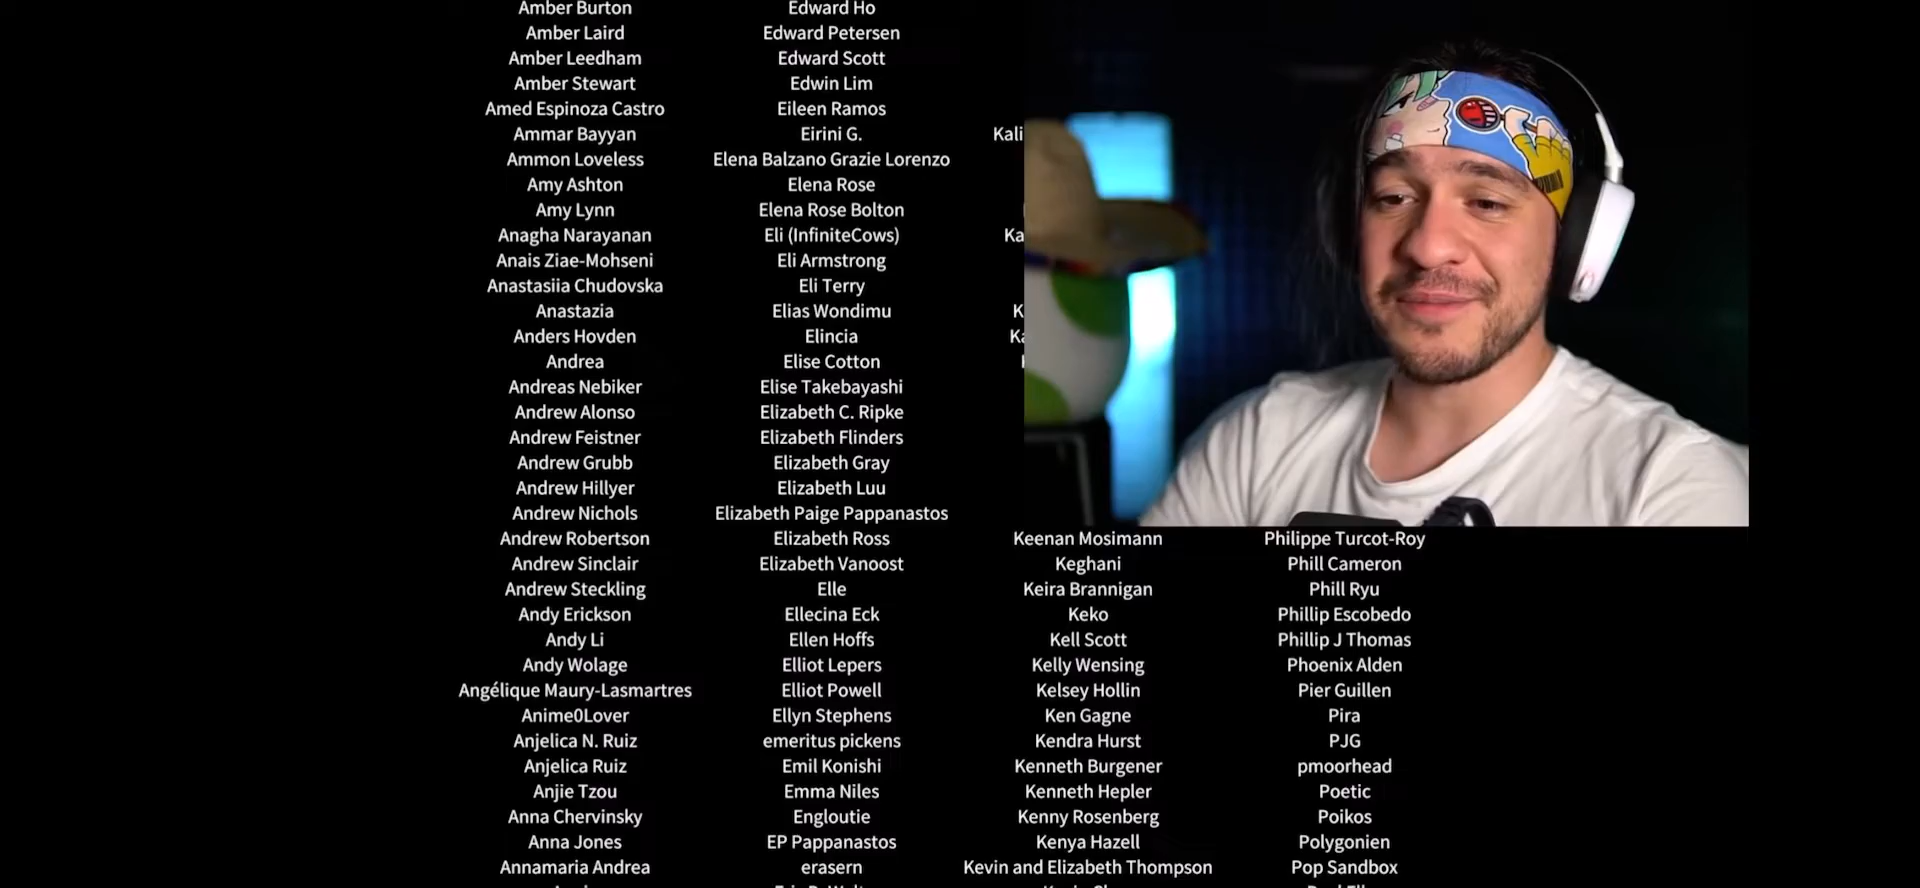 Amber Burton
Amber Laird
Amber Leedham
Amber Stewart
Amed Espinoza Castro
Ammar Bayyan
Ammon Loveless
Amy Ashton
Amy Lynn
Anagha Narayanan
Anais Ziae-Mohseni
Anastasiia Chudovska
Anastazia
Anders Hovden
Andrea
Andreas Nebiker
Andrew Alonso
Andrew Feistner
Andrew Grubb
Andrew Hillyer
Andrew Nichols
Andrew Robertson
Andrew Sinclair
Andrew Steckling
Andy Erickson
Andy Li
Andy Wolage
Angélique Maury-Lasmartres
Anime0Lover
Anjelica N. Ruiz
Anjelica Ruiz
Anjie Tzou
Anna Chervinsky
Anna Jones
Annamaria Andrea
Edward Ho
Edward Petersen
Edward Scott
Edwin Lim
Eileen Ramos
Eirini G.
Elena Balzano Grazie Lorenzo
Elena Rose
Elena Rose Bolton
Eli (InfiniteCows)
Eli Armstrong
Eli Terry
Elias Wondimu
Elincia
Elise Cotton
Elise Takebayashi
Elizabeth C. Ripke
Elizabeth Flinders
Elizabeth Gray
Elizabeth Luu
Elizabeth Paige Pappanastos
Elizabeth Ross
Elizabeth Vanoost
Elle
Ellecina Eck
Ellen Hoffs
Elliot Lepers
Elliot Powell
Ellyn Stephens
emeritus pickens
Emil Konishi
Emma Niles
Engloutie
EP Pappanastos
erasern
Kali
Ka
K
Ka
Keenan Mosimann
Keghani
Keira Brannigan
Keko
Kell Scott
Kelly Wensing
Kelsey Hollin
Ken Gagne
Kendra Hurst
Kenneth Burgener
Kenneth Hepler
Kenny Rosenberg
Kenya Hazell
Kevin and Elizabeth Thompson
Philippe Turcot-Roy
Phill Cameron
Phill Ryu
Phillip Escobedo
Phillip J Thomas
Phoenix Alden
Pier Guillen
Pira
PJG
pmoorhead
Poetic
Poikos
Polygonien
Pop Sandbox